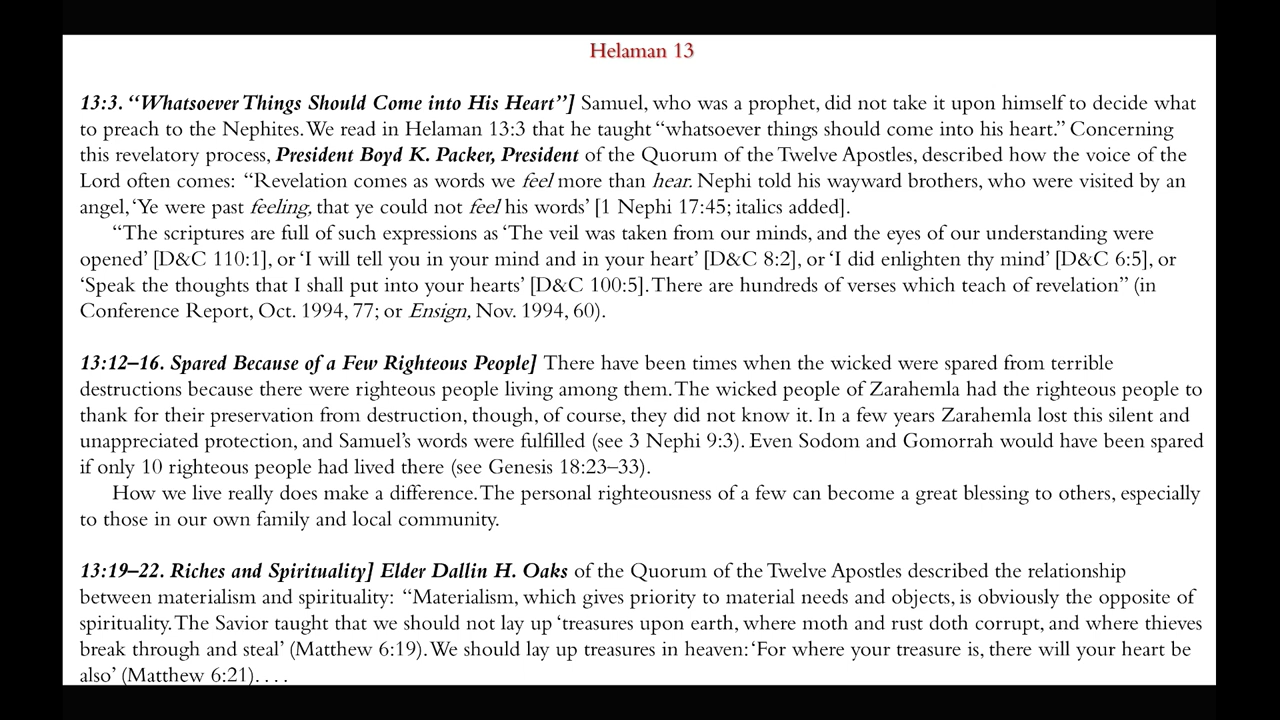 Helaman 13
13:3. “Whatsoever Things Should Come into His Heart”] Samuel, who was a prophet, did not take it upon himself to decide what
to preach to the Nephites. We read in Helaman 13:3 that he taught “whatsoever things should come into his heart.” Concerning
this revelatory process, President Boyd K. Packer, President of the Quorum of the Twelve Apostles, described how the voice of the
Lord often comes: “Revelation comes as words we feel more than hear. Nephi told his wayward brothers, who were visited by an
angel, ‘Ye were past feeling, that ye could not feel his words’ [1 Nephi 17:45; italics added].
“The scriptures are full of such expressions as ‘The veil was taken from our minds, and the eyes of our understanding were
opened’ [D&C 110:1], or ‘I will tell you in your mind and in your heart’ [D&C 8:2], or ‘I did enlighten thy mind’ [D&C 6:5], or
‘Speak the thoughts that I shall put into your hearts’ [D&C 100:5]. There are hundreds of verses which teach of revelation” (in
Conference Report, Oct. 1994, 77; or Ensign, Nov. 1994, 60).
13:12–16. Spared Because of a Few Righteous People] There have been times when the wicked were spared from terrible
destructions because there were righteous people living among them. The wicked people of Zarahemla had the righteous people to
thank for their preservation from destruction, though, of course, they did not know it. In a few years Zarahemla lost this silent and
unappreciated protection, and Samuel’s words were fulfilled (see 3 Nephi 9:3). Even Sodom and Gomorrah would have been spared
if only 10 righteous people had lived there (see Genesis 18:23–33).
How we live really does make a difference. The personal righteousness of a few can become a great blessing to others, especially
to those in our own family and local community.
13:19–22. Riches and Spirituality] Elder Dallin H. Oaks of the Quorum of the Twelve Apostles described the relationship
between materialism and spirituality: “Materialism, which gives priority to material needs and objects, is obviously the opposite of
spirituality. The Savior taught that we should not lay up ‘treasures upon earth, where moth and rust doth corrupt, and where thieves
break through and steal’ (Matthew 6:19). We should lay up treasures in heaven: ‘For where your treasure is, there will your heart be
also’ (Matthew 6:21). . . .